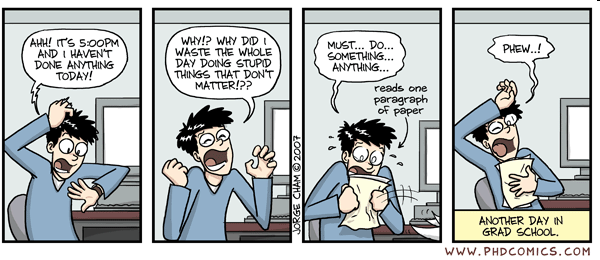 AHH! IT'S 5:00PM
AND I HAVEN'T
DONE ANYTHING
TODAY!
WHY!? WHY DID I
WASTE THE WHOLE
DAY DOING STUPID
THINGS THAT DON'T
MATTER!??
JORGE CHAM © 2007
MUST... DO...
SOMETHING...
ANYTHING...
reads one
paragraph
of paper
PHEW..!
ANOTHER DAY IN
GRAD SCHOOL.
WWW.PHDCOMICS.COM